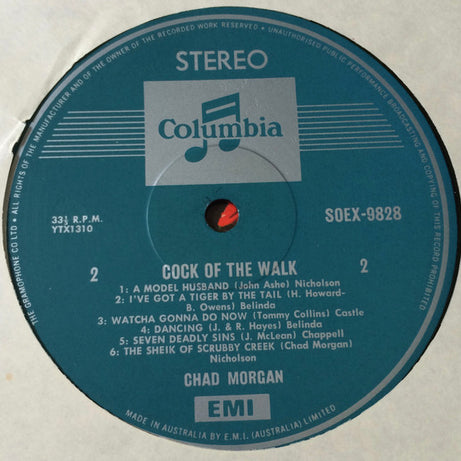 THE GRAMOPHONE CO LTD • ALL RIGHTS OF THE MANUFACTURER AND OF THE OWNER OF THE RECORDED WORK RESERVED • UNAUTHORISED PUBLIC PERFORMANCE BROADCASTING AND COPYING OF THIS RECORD PROHIBITED
STEREO
Columbia
33⅓ R.P.M.
YTX1310
SOEX-9828
2
COCK OF THE WALK
2
1: A MODEL HUSBAND (John Ashe) Nicholson
2: I'VE GOT A TIGER BY THE TAIL (H. Howard-
B. Owens) Belinda
3: WATCHA GONNA DO NOW (Tommy Collins) Castle
4: DANCING (J. & R. Hayes) Belinda
5: SEVEN DEADLY SINS (J. McLean) Chappell
6: THE SHEIK OF SCRUBBY CREEK (Chad Morgan)
Nicholson
CHAD MORGAN
EMI
MADE IN AUSTRALIA BY E.M.I. (AUSTRALIA) LIMITED